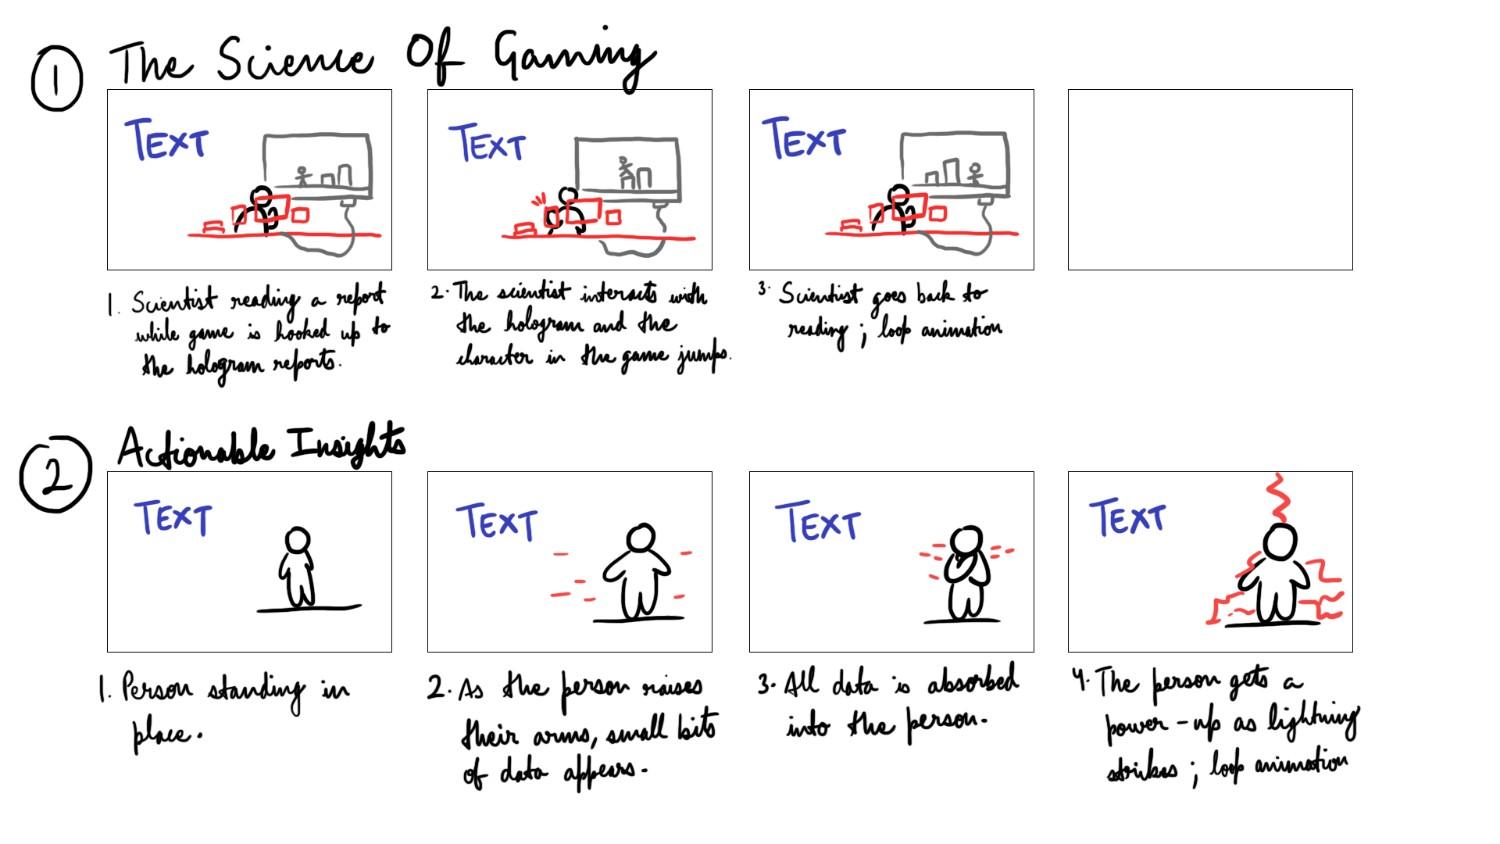 1 The Science Of Gaming
TEXT
TEXT
TEXT
1. Scientist reading a report
while game is hooked up to
the hologram reports.
2. The scientist interacts with
the hologram and the
character in the game jumps.
3. Scientist goes back to
reading ; loop animation
2 Actionable Insights
TEXT
TEXT
TEXT
TEXT
1. Person standing in
place.
2. As the person raises
their arms, small bits
of data appears.
3. All data is absorbed
into the person.
4. The person gets a
power-up as lightning
strikes ; loop animation